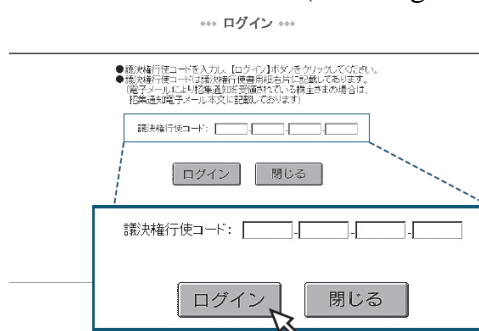 *** ログイン ***
●議決権行使コードを入力し、【ログイン】ボタンをクリックしてください。
●議決権行使コードは議決権行使書用紙右片に記載してあります。
(電子メールにより招集通知を受領されている株主さまの場合は、
招集通知電子メール本文に記載しております)
議決権行使コード: - - -
ログイン 閉じる
議決権行使コード: - - -
ログイン 閉じる